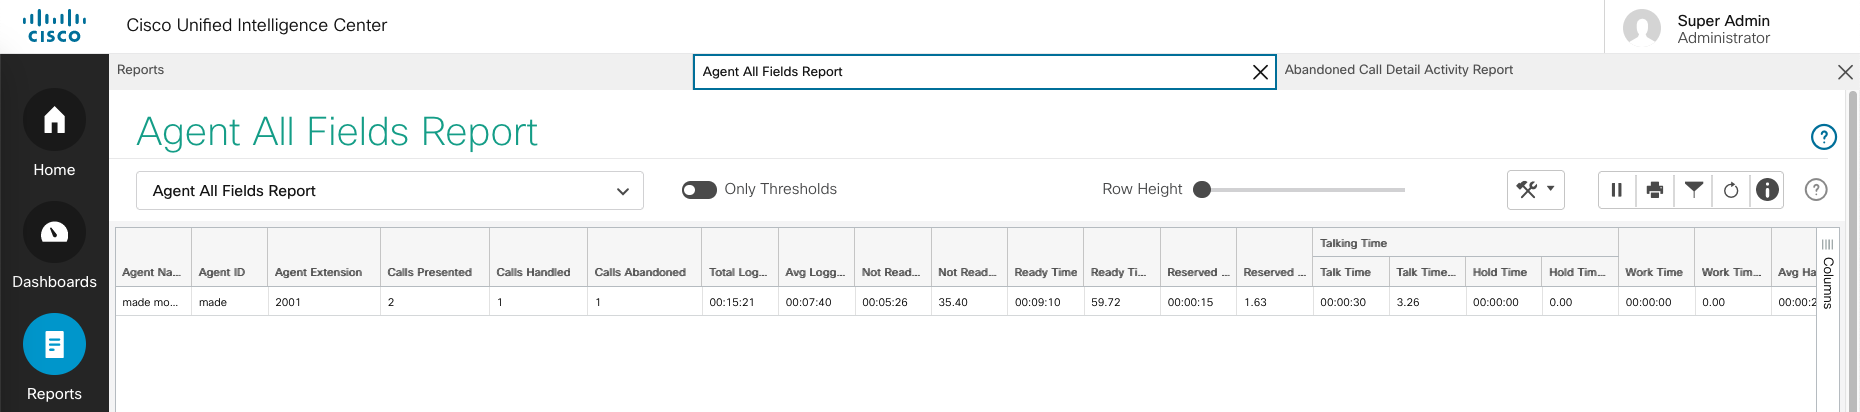 CISCO
Cisco Unified Intelligence Center
Super Admin
Administrator
Reports
Agent All Fields Report
Abandoned Call Detail Activity Report
Home
Dashboards
Reports
Agent All Fields Report
Agent All Fields Report
Only Thresholds
Row Height
Talking Time
Agent Na... Agent ID Agent Extension Calls Presented Calls Handled Calls Abandoned Total Log... Avg Logg... Not Read... Not Read... Ready Time Ready Ti... Reserved ... Reserved ... Talk Time Talk Time... Hold Time Hold Tim... Work Time Work Tim... Avg Ha
made mo... made 2001 2 1 1 00:15:21 00:07:40 00:05:26 35.40 00:09:10 59.72 00:00:15 1.63 00:00:30 3.26 00:00:00 0.00 00:00:00 0.00 00:00:2
Columns